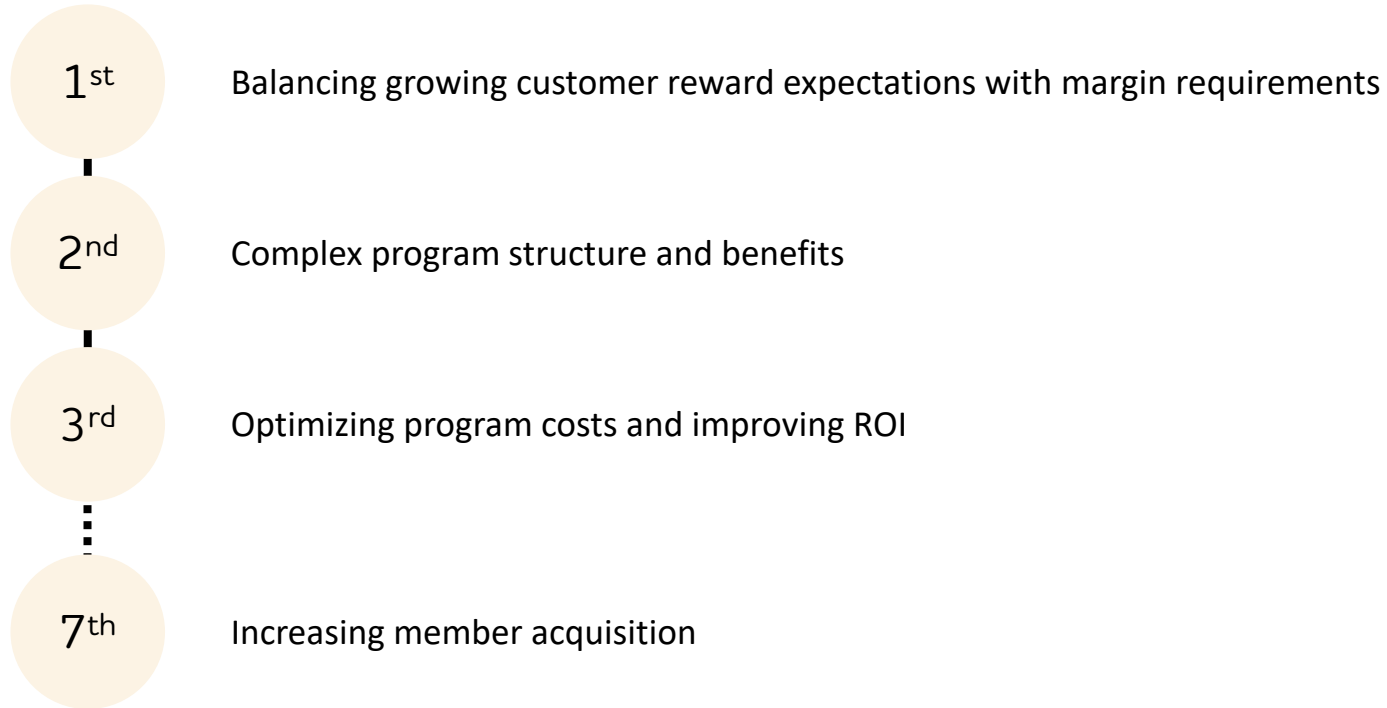 1st
Balancing growing customer reward expectations with margin requirements
2nd
Complex program structure and benefits
3rd
Optimizing program costs and improving ROI
7th
Increasing member acquisition